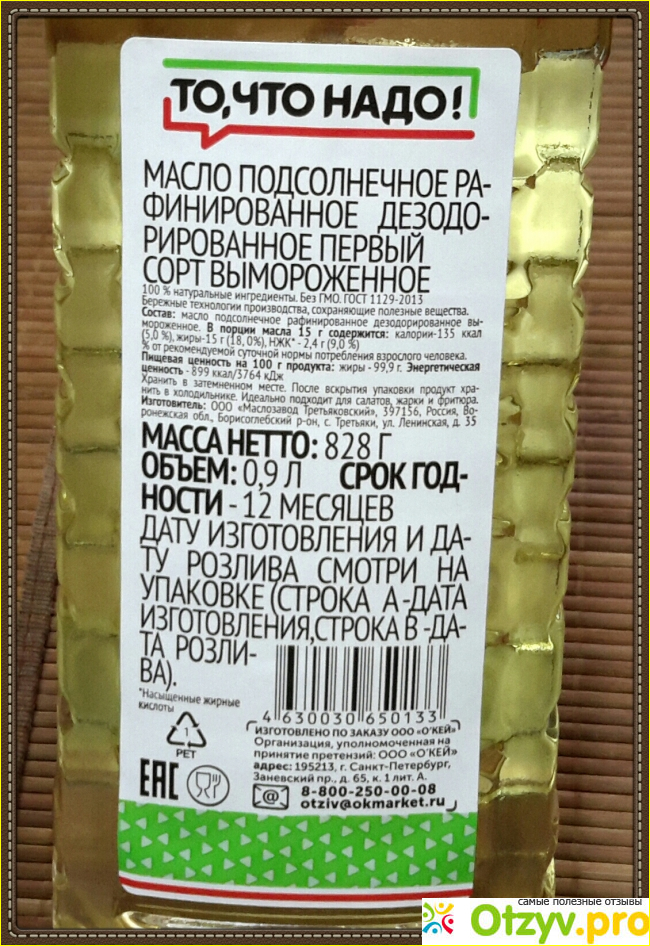 ТО, ЧТО НАДО!
МАСЛО ПОДСОЛНЕЧНОЕ РА-
ФИНИРОВАННОЕ ДЕЗОДО-
РИРОВАННОЕ ПЕРВЫЙ
СОРТ ВЫМОРОЖЕННОЕ
100 % натуральные ингредиенты. Без ГМО. ГОСТ 1129-2013
Бережные технологии производства, сохраняющие полезные вещества.
Состав: масло подсолнечное рафинированное дезодорированное вы-
мороженное. В порции масла 15 г содержится: калории-135 ккал
(5,0 %), жиры-15 г (18,0%), НЖК* - 2,4 г (9,0 %)
% от рекомендуемой суточной нормы потребления взрослого человека.
Пищевая ценность на 100 г продукта: жиры - 99,9 г. Энергетическая
ценность - 899 ккал/3764 кДж
Хранить в затемненном месте. После вскрытия упаковки продукт хра-
нить в холодильнике. Идеально подходит для салатов, жарки и фритюра.
Изготовитель: ООО «Маслозавод Третьяковский», 397156, Россия, Во-
ронежская обл., Борисоглебский р-он, с. Третьяки, ул. Ленинская, д. 35
МАССА НЕТТО: 828 Г
ОБЪЕМ: 0,9 Л СРОК ГОД-
НОСТИ - 12 МЕСЯЦЕВ
ДАТУ ИЗГОТОВЛЕНИЯ И ДА-
ТУ РОЗЛИВА СМОТРИ НА
УПАКОВКЕ (СТРОКА А -ДАТА
ИЗГОТОВЛЕНИЯ,СТРОКА В -ДА-
ТА РОЗЛИ-
ВА).
*Насыщенные жирные
кислоты
4 630030 650133
1
PET
ИЗГОТОВЛЕНО ПО ЗАКАЗУ ООО «О'КЕЙ»
Организация, уполномоченная на
принятие претензий: ООО «О'КЕЙ»
адрес: 195213, г. Санкт-Петербург,
Заневский пр., д. 65, к. 1 лит. А.
8-800-250-00-08
otziv@okmarket.ru
EAC
самые полезные отзывы
Otzyv.pro